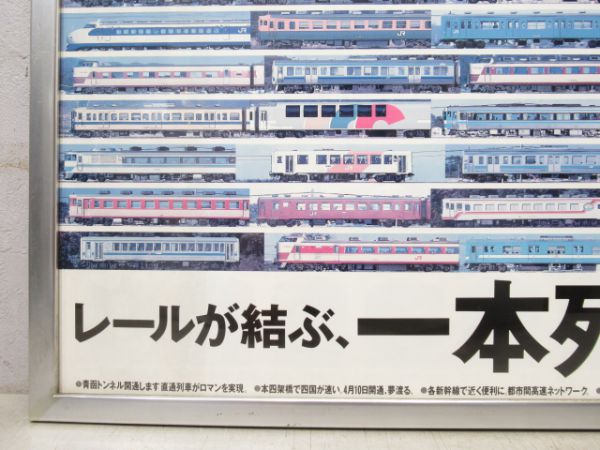 レールが結ぶ、一本列
●青函トンネル開通します 直通列車がロマンを実現. ●本四架橋で四国が速い. 4月10日開通、夢渡る. ●各新幹線で近く便利に. 都市間高速ネットワーク.